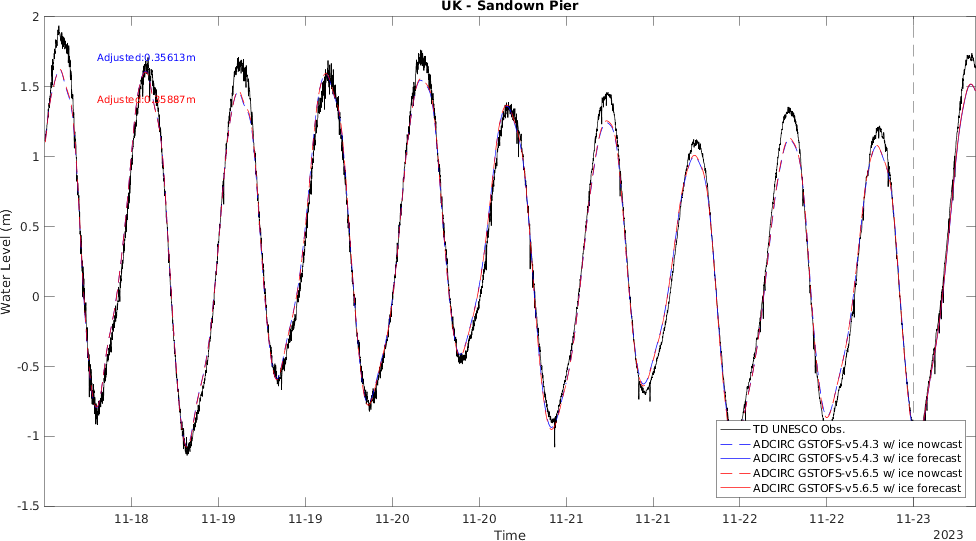 UK - Sandown Pier
2
1.5
1
0.5
0
-0.5
-1
-1.5
Water Level (m)
Adjusted:0.35613m
Adjusted:0.35887m
TD UNESCO Obs.
ADCIRC GSTOFS-v5.4.3 w/ ice nowcast
ADCIRC GSTOFS-v5.4.3 w/ ice forecast
ADCIRC GSTOFS-v5.6.5 w/ ice nowcast
ADCIRC GSTOFS-v5.6.5 w/ ice forecast
11-18 11-19 11-19 11-20 11-20 11-21 11-21 11-22 11-22 11-23
Time
2023